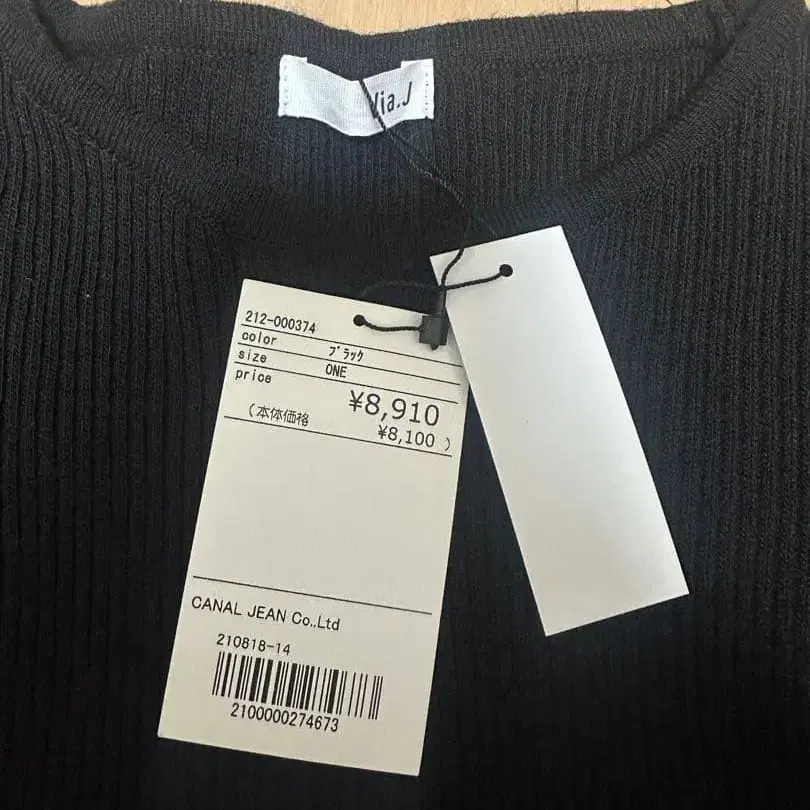 Via.J
212-000374
color ブラック
size ONE
price
¥8,910
(本体価格 ¥8,100 )
CANAL JEAN Co.,Ltd
210818-14
2100000274673